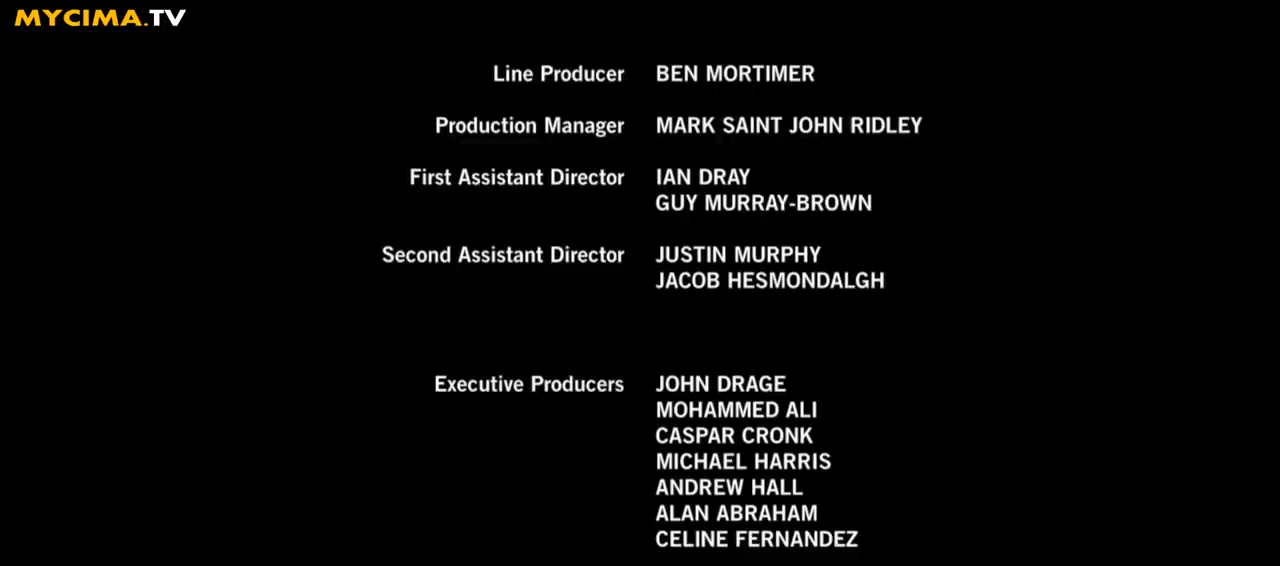 MYCIMA.TV
Line Producer BEN MORTIMER
Production Manager MARK SAINT JOHN RIDLEY
First Assistant Director IAN DRAY
GUY MURRAY-BROWN
Second Assistant Director JUSTIN MURPHY
JACOB HESMONDALGH
Executive Producers JOHN DRAGE
MOHAMMED ALI
CASPAR CRONK
MICHAEL HARRIS
ANDREW HALL
ALAN ABRAHAM
CELINE FERNANDEZ